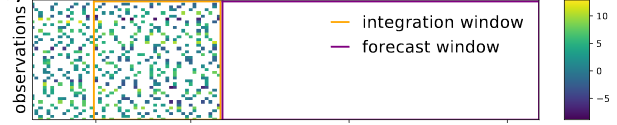 observations
integration window
forecast window
10
5
0
−5